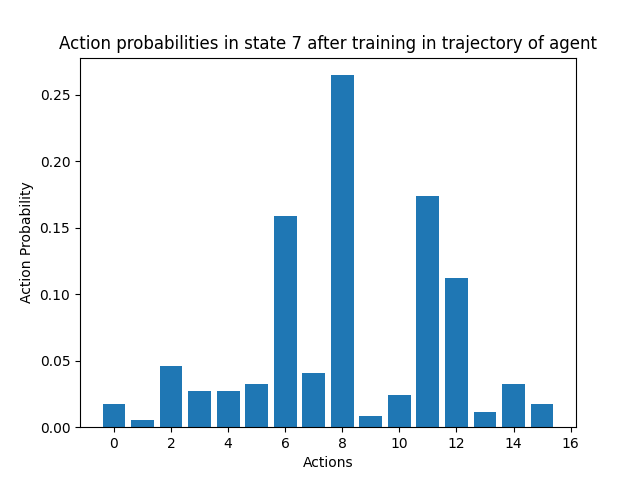 Action probabilities in state 7 after training in trajectory of agent
0.25
0.20
0.15
0.10
0.05
0.00
Action Probability
0 2 4 6 8 10 12 14 16
Actions